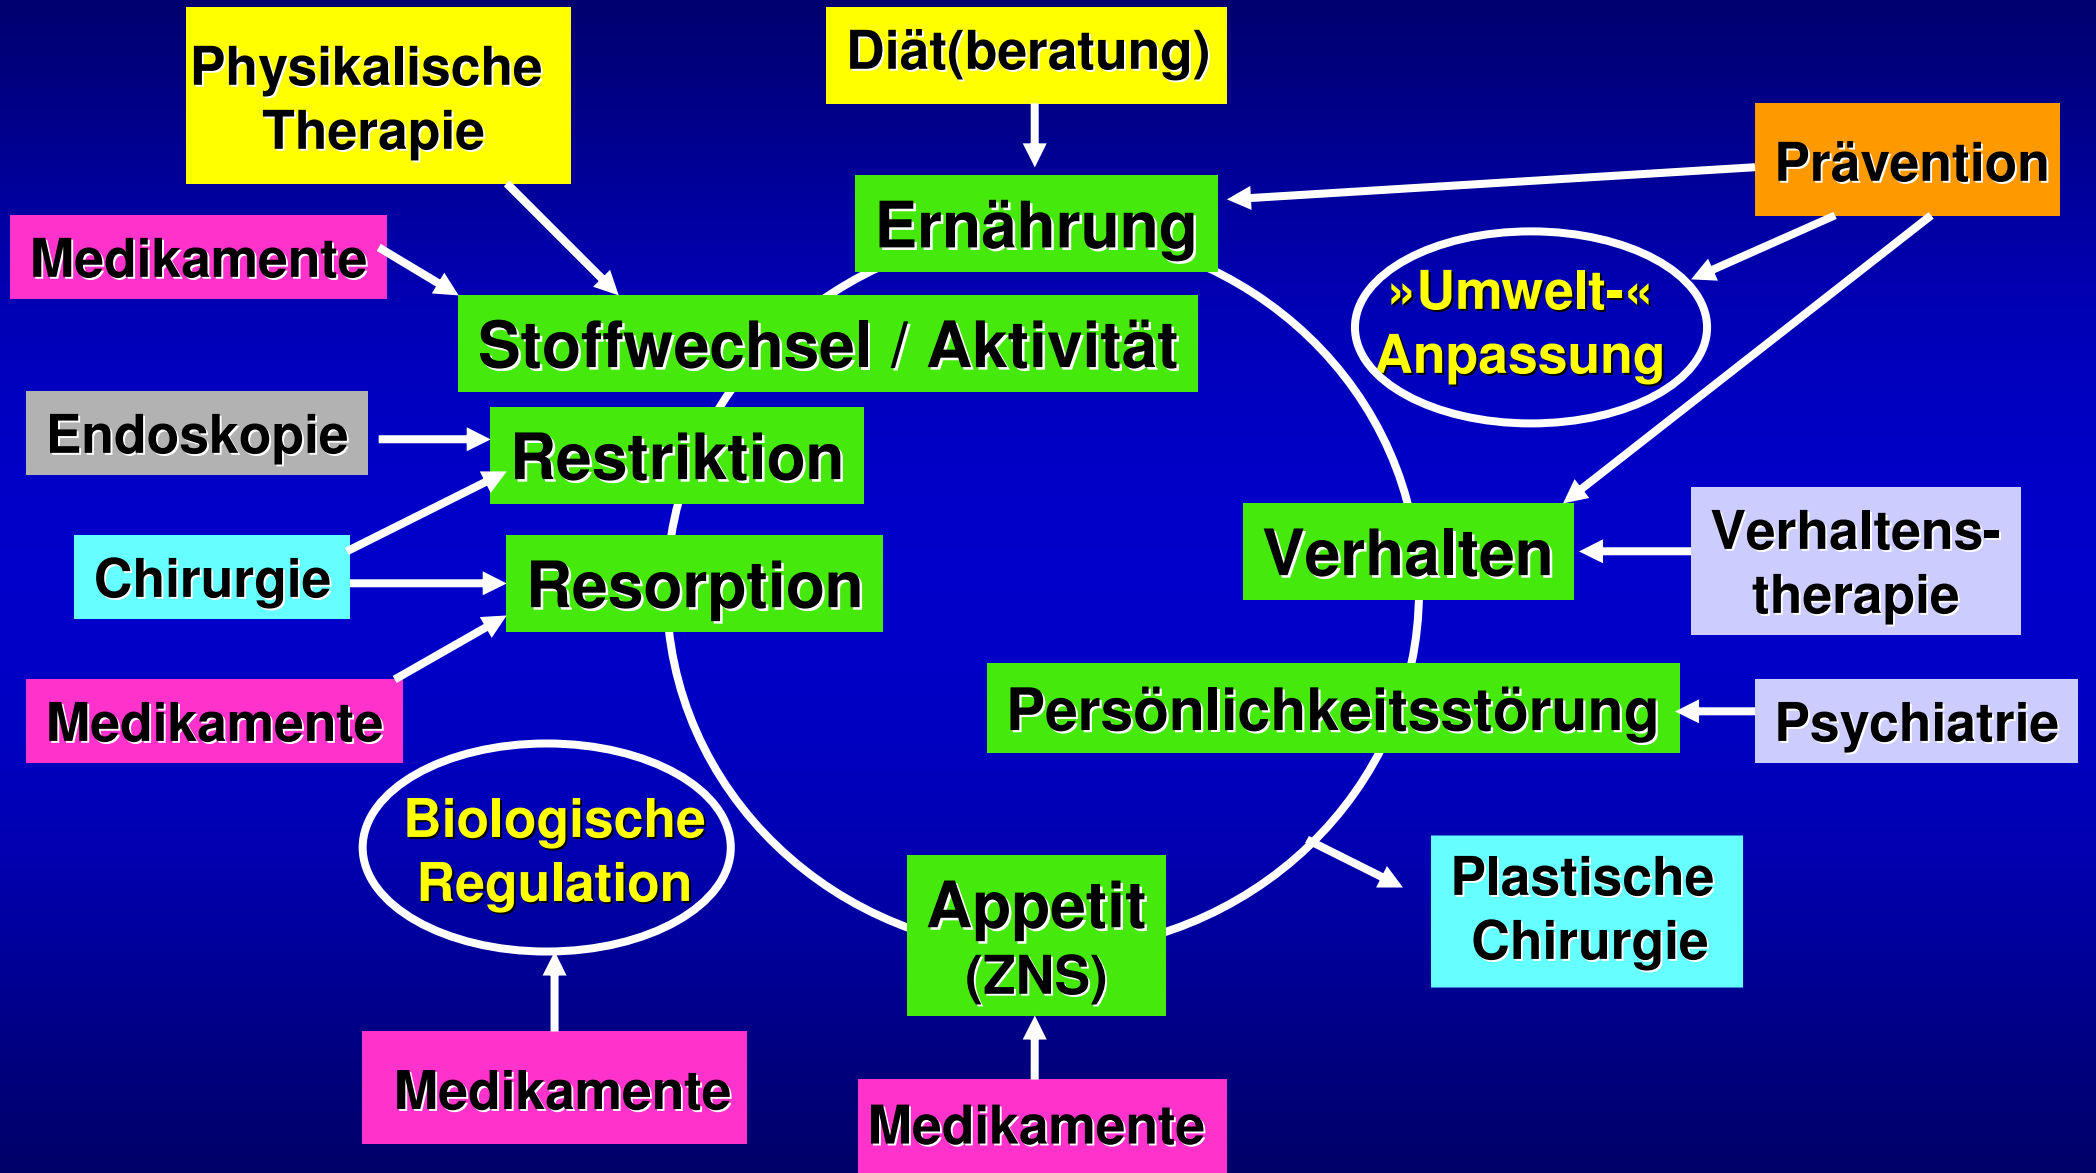 Physikalische
Therapie
Diät(beratung)
Prävention
Medikamente
Ernährung
»Umwelt-«
Anpassung
Stoffwechsel / Aktivität
Endoskopie
Restriktion
Chirurgie
Resorption
Verhalten
Verhaltens-
therapie
Medikamente
Persönlichkeitsstörung
Psychiatrie
Biologische
Regulation
Appetit
(ZNS)
Plastische
Chirurgie
Medikamente
Medikamente